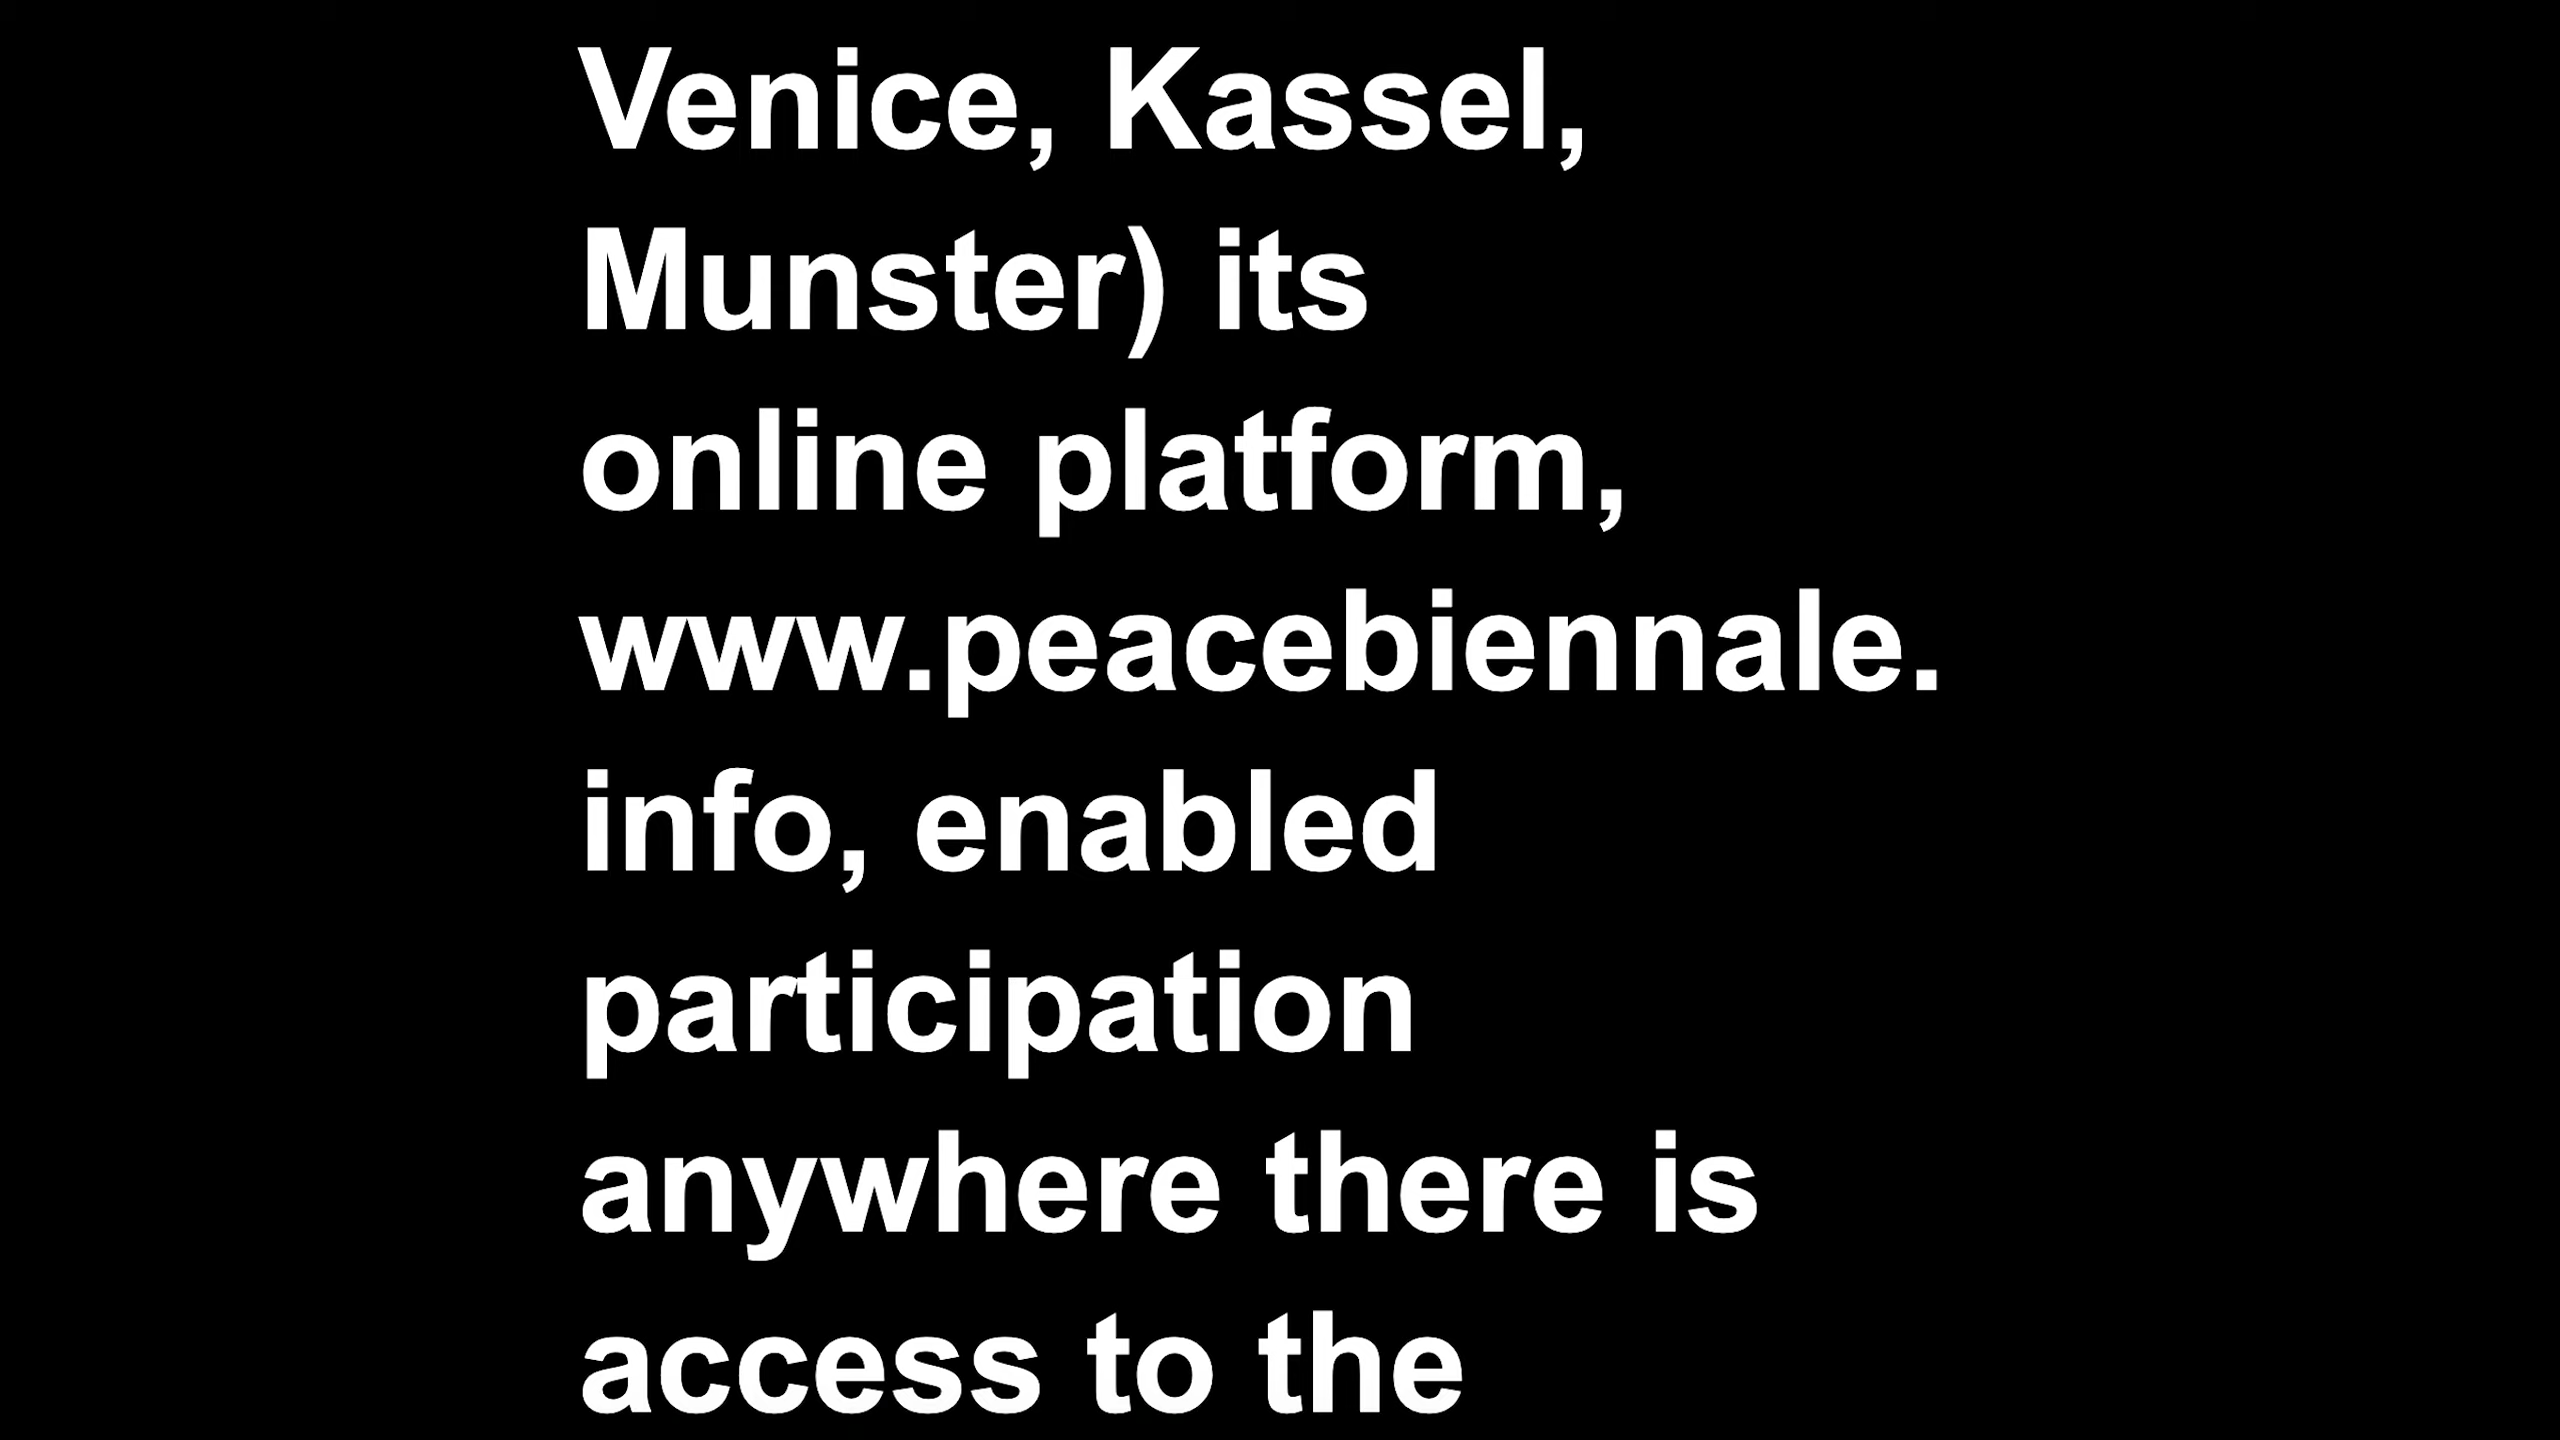 Venice, Kassel,
Munster) its
online platform,
www.peacebiennale.
info, enabled
participation
anywhere there is
access to the